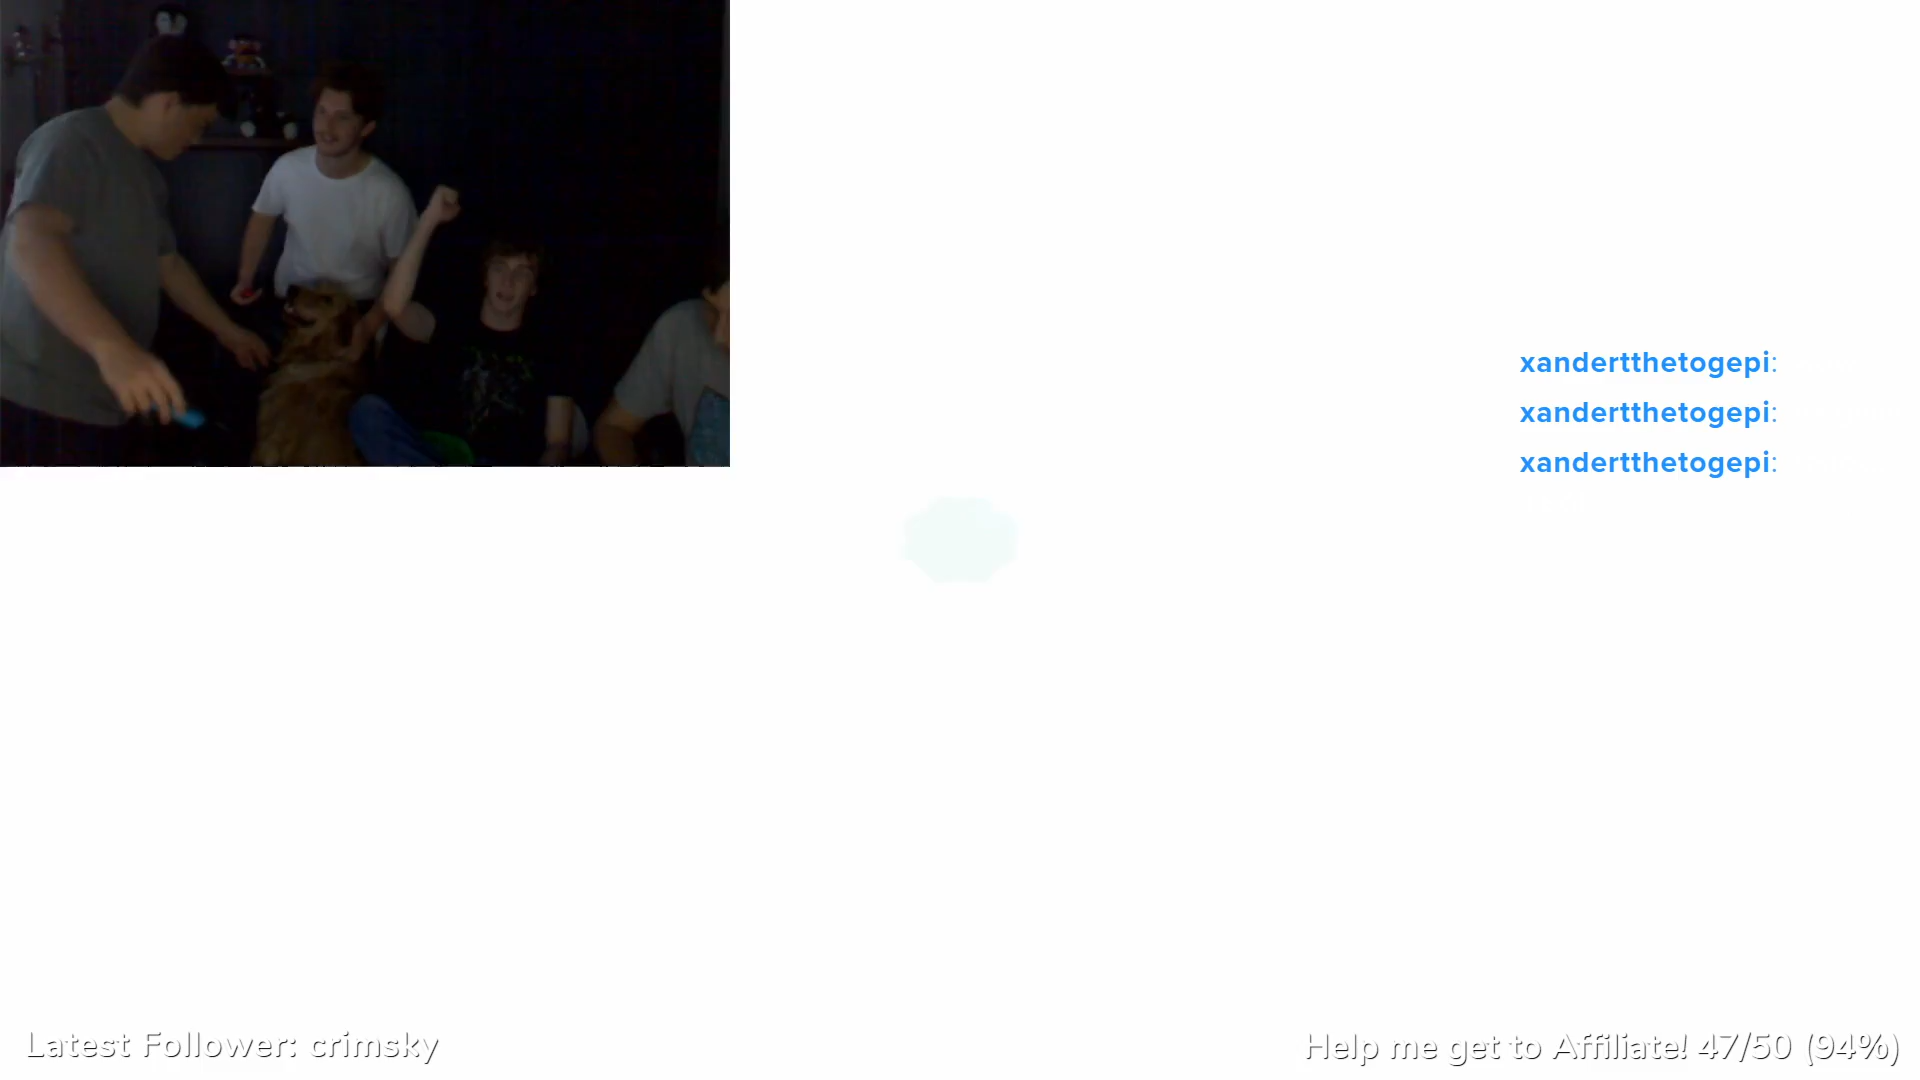 xandertthetogepi:
xandertthetogepi:
xandertthetogepi:
Latest Follower: crimsky
Help me get to Affiliate! 47/50 (94%)